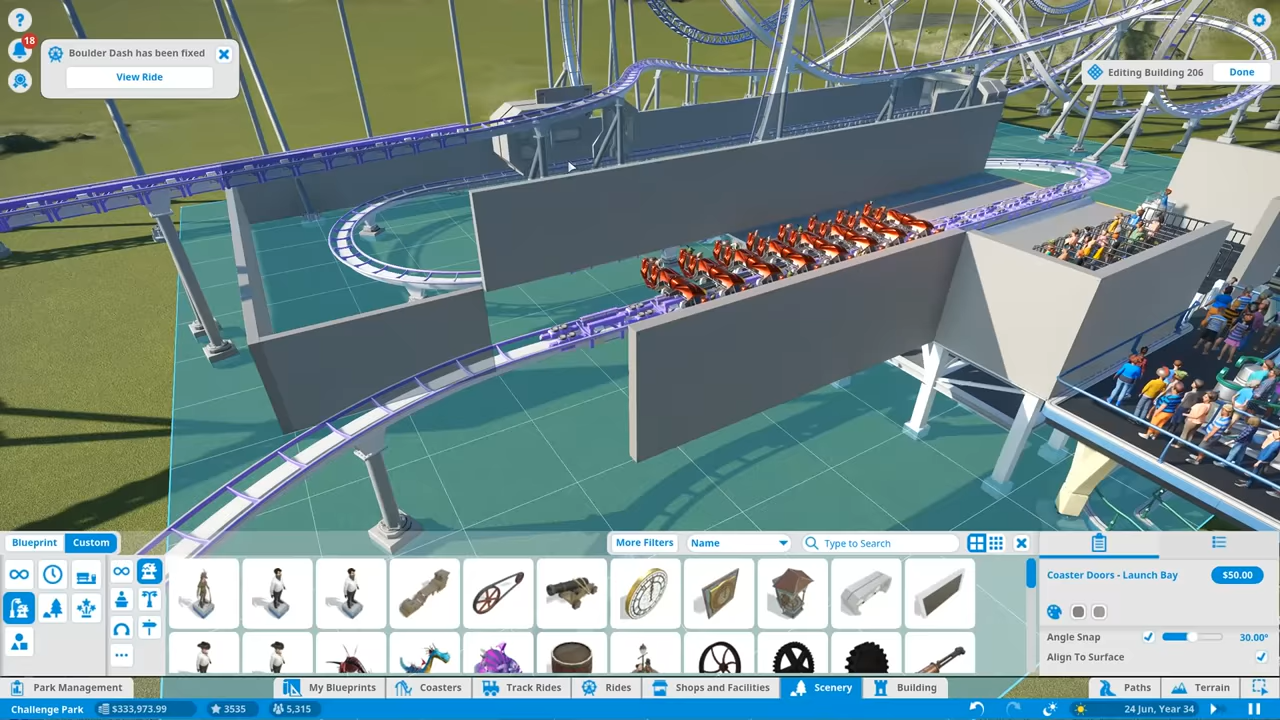 ?
18
Boulder Dash has been fixed
View Ride
Editing Building 206
Done
Blueprint
Custom
More Filters
Name
Type to Search
Coaster Doors - Launch Bay
$50.00
Angle Snap
30.00°
Align To Surface
Park Management
My Blueprints
Coasters
Track Rides
Rides
Shops and Facilities
Scenery
Building
Paths
Terrain
Challenge Park
$333,973.99
3535
5,315
24 Jun, Year 34